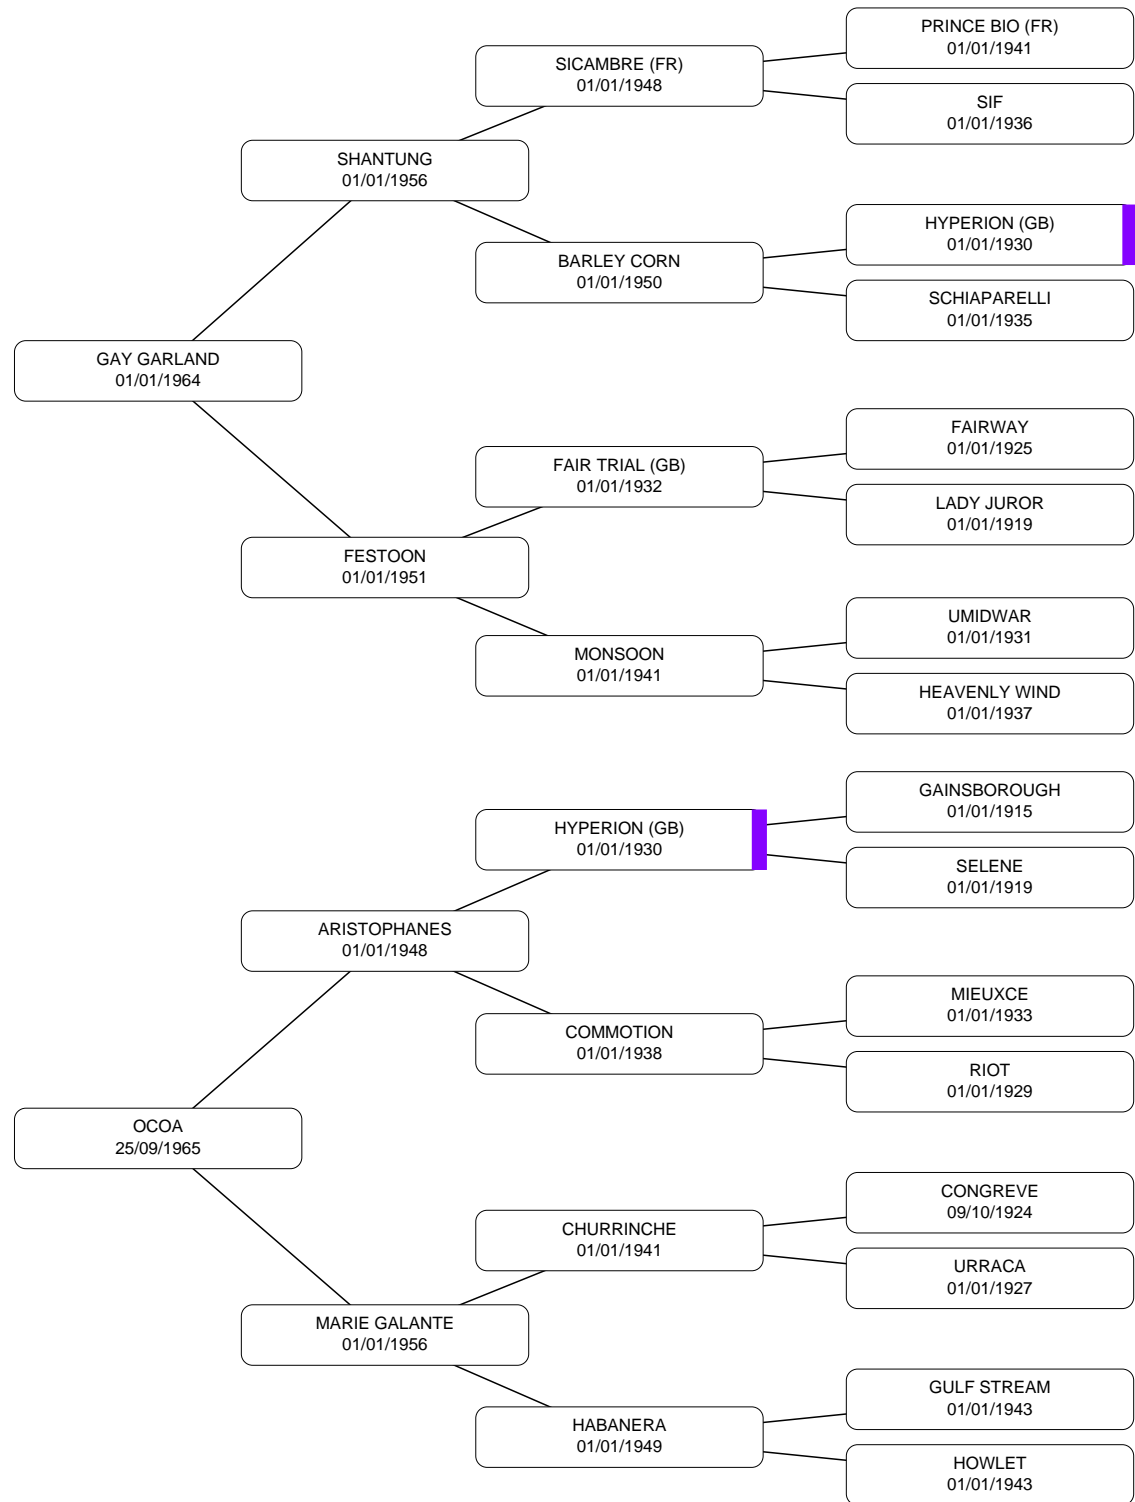 PRINCE BIO (FR)
01/01/1941
SICAMBRE (FR)
01/01/1948
SIF
01/01/1936
SHANTUNG
01/01/1956
HYPERION (GB)
01/01/1930
BARLEY CORN
01/01/1950
SCHIAPARELLI
01/01/1935
GAY GARLAND
01/01/1964
FAIRWAY
01/01/1925
FAIR TRIAL (GB)
01/01/1932
LADY JUROR
01/01/1919
FESTOON
01/01/1951
UMIDWAR
01/01/1931
MONSOON
01/01/1941
HEAVENLY WIND
01/01/1937
GAINSBOROUGH
01/01/1915
HYPERION (GB)
01/01/1930
SELENE
01/01/1919
ARISTOPHANES
01/01/1948
MIEUXCE
01/01/1933
COMMOTION
01/01/1938
RIOT
01/01/1929
OCOA
25/09/1965
CONGREVE
09/10/1924
CHURRINCHE
01/01/1941
URRACA
01/01/1927
MARIE GALANTE
01/01/1956
GULF STREAM
01/01/1943
HABANERA
01/01/1949
HOWLET
01/01/1943